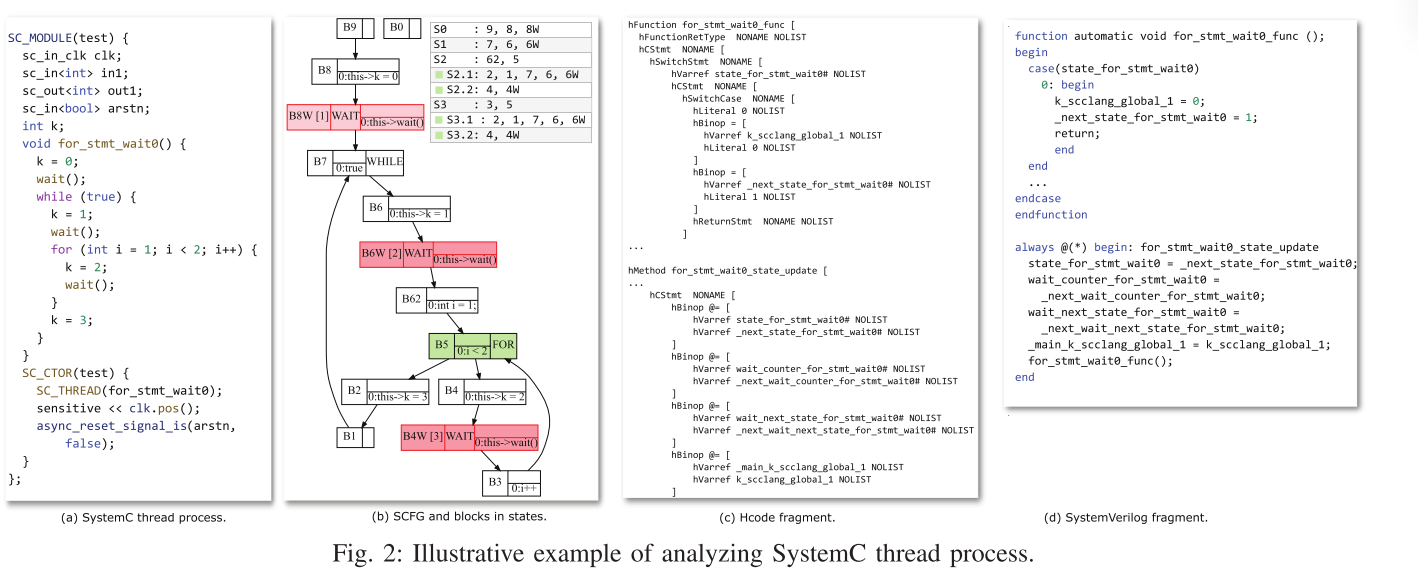 SC_MODULE(test) {
sc_in_clk clk;
sc_in<int> in1;
sc_out<int> out1;
sc_in<bool> arstn;
int k;
void for_stmt_wait0() {
k = 0;
wait();
while (true) {
k = 1;
wait();
for (int i = 1; i < 2; i++) {
k = 2;
wait();
}
k = 3;
}
}
SC_CTOR(test) {
SC_THREAD(for_stmt_wait0);
sensitive << clk.pos();
async_reset_signal_is(arstn,
false);
}
};
(a) SystemC thread process.
B9
B0
B8
0:this->k = 0
B8W [1] WAIT
0:this->wait()
B7 WHILE
0:true
B6
0:this->k = 1
B6W [2] WAIT
0:this->wait()
B62
0:int i = 1;
B5 FOR
0:i < 2
B2
0:this->k = 3
B4
0:this->k = 2
B1
B4W [3] WAIT
0:this->wait()
B3
0:i++
S0 : 9, 8, 8W
S1 : 7, 6, 6W
S2 : 62, 5
S2.1: 2, 1, 7, 6, 6W
S2.2: 4, 4W
S3 : 3, 5
S3.1 : 2, 1, 7, 6, 6W
S3.2: 4, 4W
(b) SCFG and blocks in states.
hFunction for_stmt_wait0_func [
hFunctionRetType NONAME NOLIST
hCStmt NONAME [
hSwitchStmt NONAME [
hVarref state_for_stmt_wait0# NOLIST
hCStmt NONAME [
hSwitchCase NONAME [
hLiteral 0 NOLIST
hBinop = [
hVarref k_scclang_global_1 NOLIST
hLiteral 0 NOLIST
]
hBinop = [
hVarref _next_state_for_stmt_wait0# NOLIST
hLiteral 1 NOLIST
]
hReturnStmt NONAME NOLIST
]
...
hMethod for_stmt_wait0_state_update [
...
hCStmt NONAME [
hBinop @= [
hVarref state_for_stmt_wait0# NOLIST
hVarref _next_state_for_stmt_wait0# NOLIST
]
hBinop @= [
hVarref wait_counter_for_stmt_wait0# NOLIST
hVarref _next_wait_counter_for_stmt_wait0# NOLIST
]
hBinop @= [
hVarref wait_next_state_for_stmt_wait0# NOLIST
hVarref _next_wait_next_state_for_stmt_wait0# NOLIST
]
hBinop @= [
hVarref _main_k_scclang_global_1 NOLIST
hVarref k_scclang_global_1 NOLIST
]
(c) Hcode fragment.
function automatic void for_stmt_wait0_func ();
begin
case(state_for_stmt_wait0)
0: begin
k_scclang_global_1 = 0;
_next_state_for_stmt_wait0 = 1;
return;
end
end
...
endcase
endfunction
always @(*) begin: for_stmt_wait0_state_update
state_for_stmt_wait0 = _next_state_for_stmt_wait0;
wait_counter_for_stmt_wait0 =
_next_wait_counter_for_stmt_wait0;
wait_next_state_for_stmt_wait0 =
_next_wait_next_state_for_stmt_wait0;
_main_k_scclang_global_1 = k_scclang_global_1;
for_stmt_wait0_func();
end
(d) SystemVerilog fragment.
Fig. 2: Illustrative example of analyzing SystemC thread process.